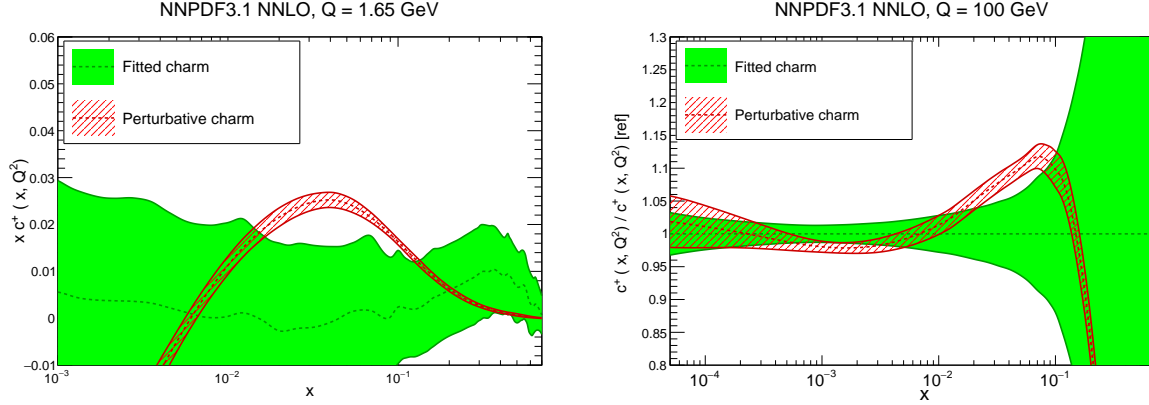 NNPDF3.1 NNLO, Q = 1.65 GeV
0.06
0.05
0.04
0.03
0.02
0.01
0
−0.01
x c⁺ ( x, Q²)
Fitted charm
Perturbative charm
10⁻³
10⁻²
10⁻¹
x
NNPDF3.1 NNLO, Q = 100 GeV
1.3
1.25
1.2
1.15
1.1
1.05
1
0.95
0.9
0.85
0.8
c⁺ ( x, Q²) / c⁺ ( x, Q²) [ref]
Fitted charm
Perturbative charm
10⁻⁴
10⁻³
10⁻²
10⁻¹
x